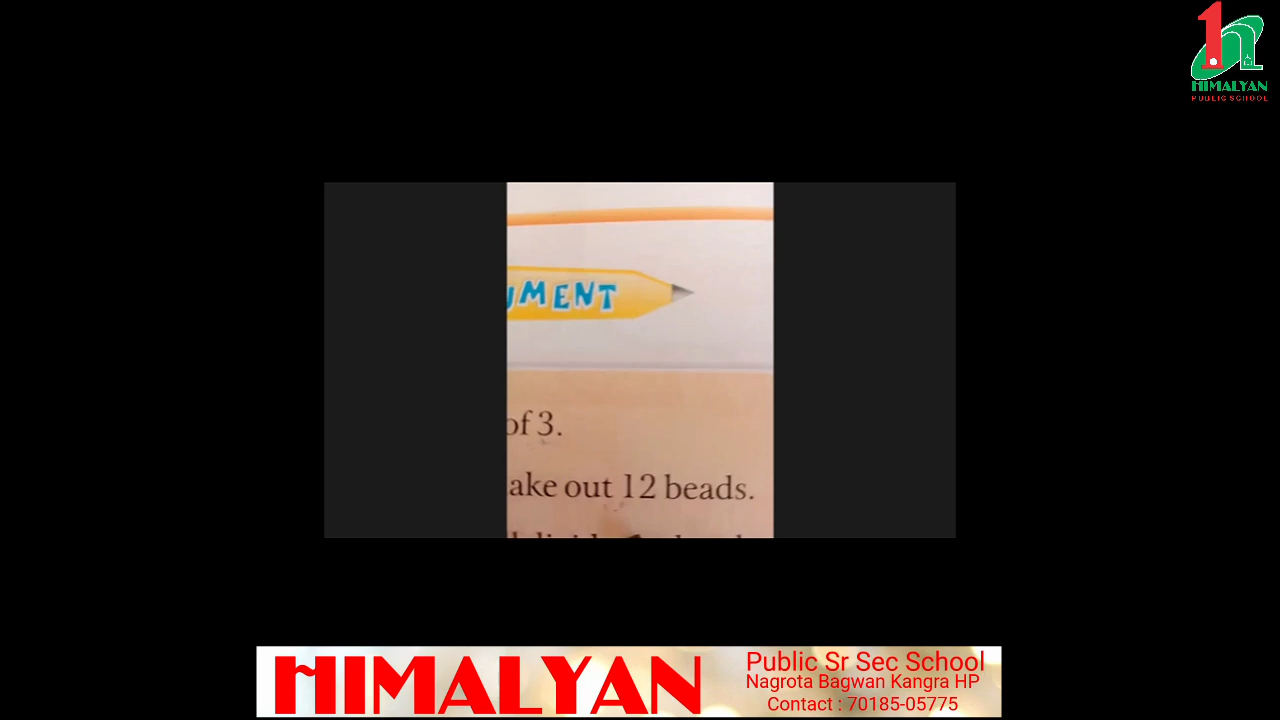 HIMALYAN
PUBLIC SCHOOL
UMENT
of 3.
ake out 12 beads.
HIMALYAN
Public Sr Sec School
Nagrota Bagwan Kangra HP
Contact : 70185-05775